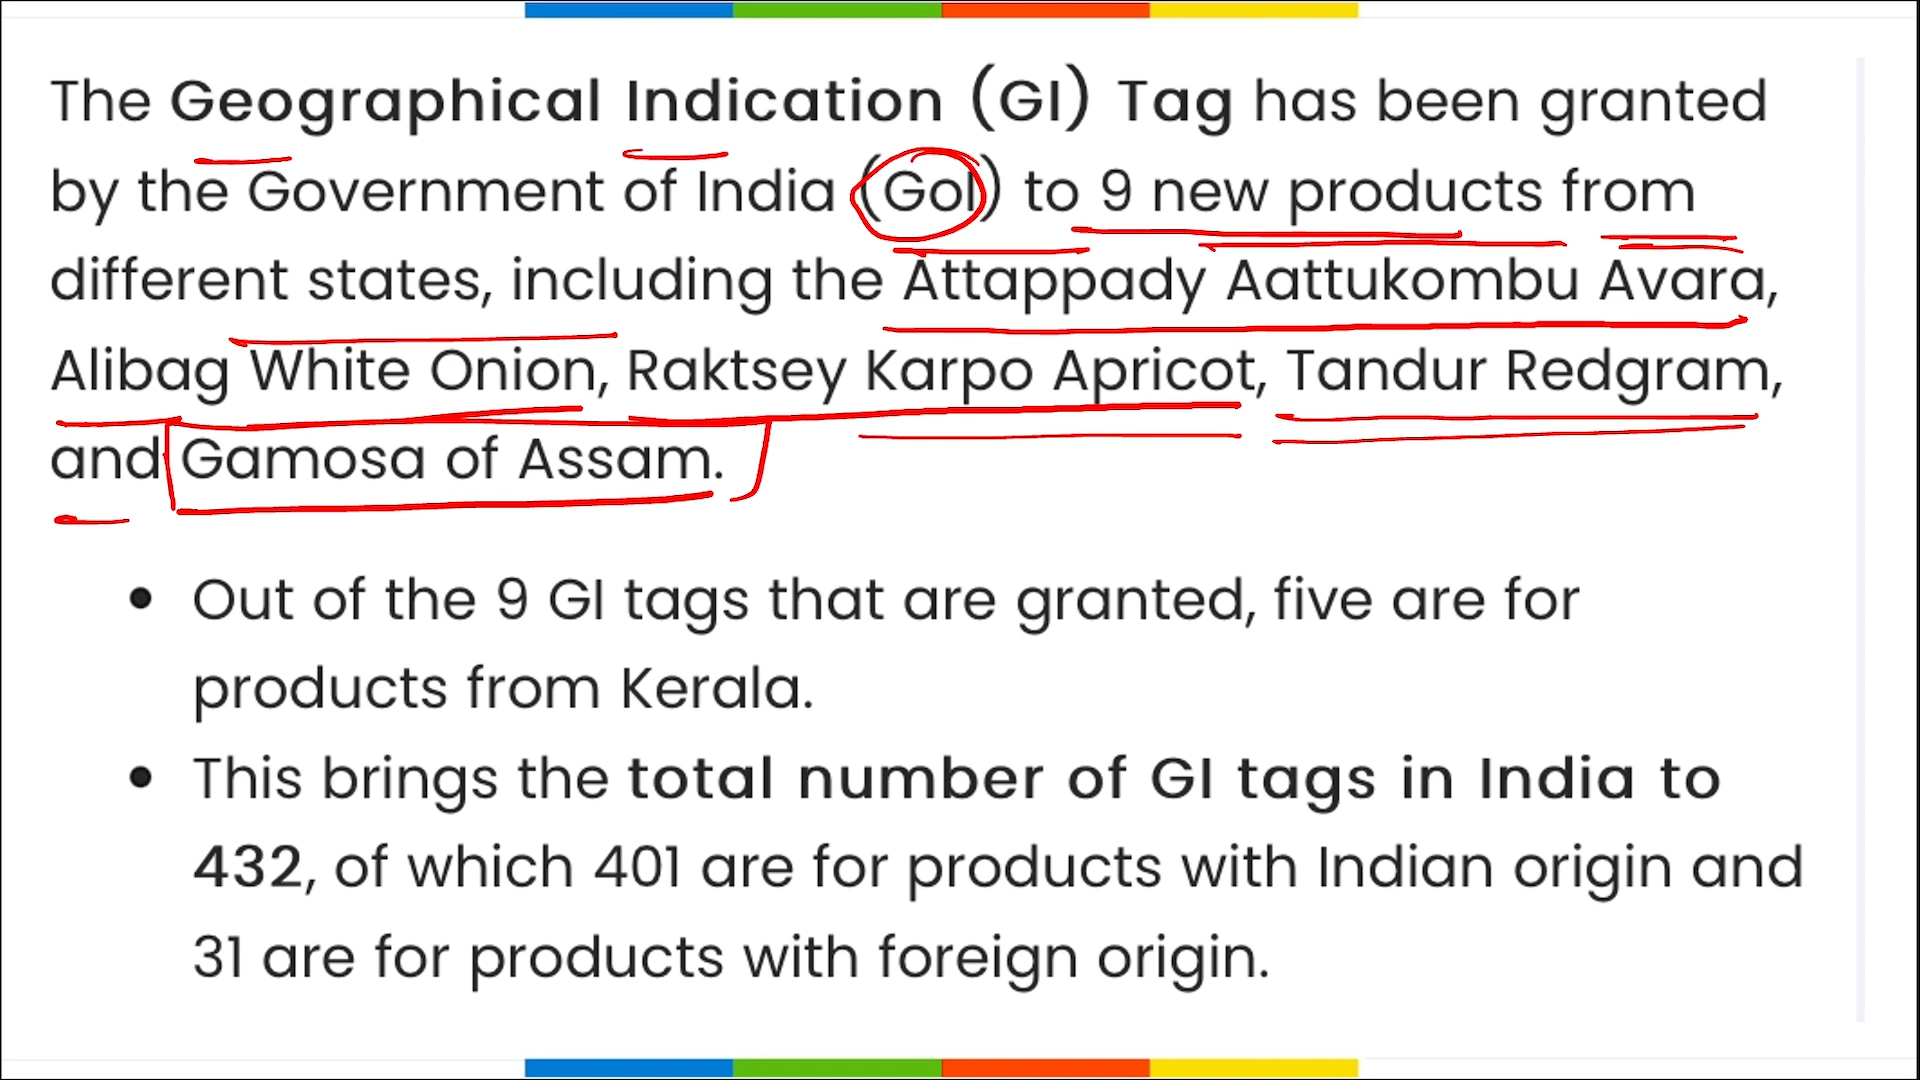 The Geographical Indication (GI) Tag has been granted
by the Government of India (GoI) to 9 new products from
different states, including the Attappady Aattukombu Avara,
Alibag White Onion, Raktsey Karpo Apricot, Tandur Redgram,
and Gamosa of Assam.
• Out of the 9 GI tags that are granted, five are for
products from Kerala.
• This brings the total number of GI tags in India to
432, of which 401 are for products with Indian origin and
31 are for products with foreign origin.